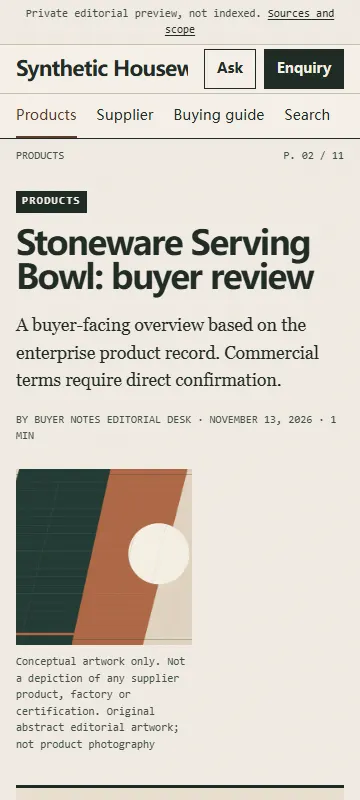 Private editorial preview, not indexed. Sources and
scope
Synthetic Housew
Ask
Enquiry
Products
Supplier
Buying guide
Search
PRODUCTS
P. 02 / 11
PRODUCTS
Stoneware Serving
Bowl: buyer review
A buyer-facing overview based on the
enterprise product record. Commercial
terms require direct confirmation.
BY BUYER NOTES EDITORIAL DESK · NOVEMBER 13, 2026 · 1
MIN
Conceptual artwork only. Not
a depiction of any supplier
product, factory or
certification. Original
abstract editorial artwork;
not product photography